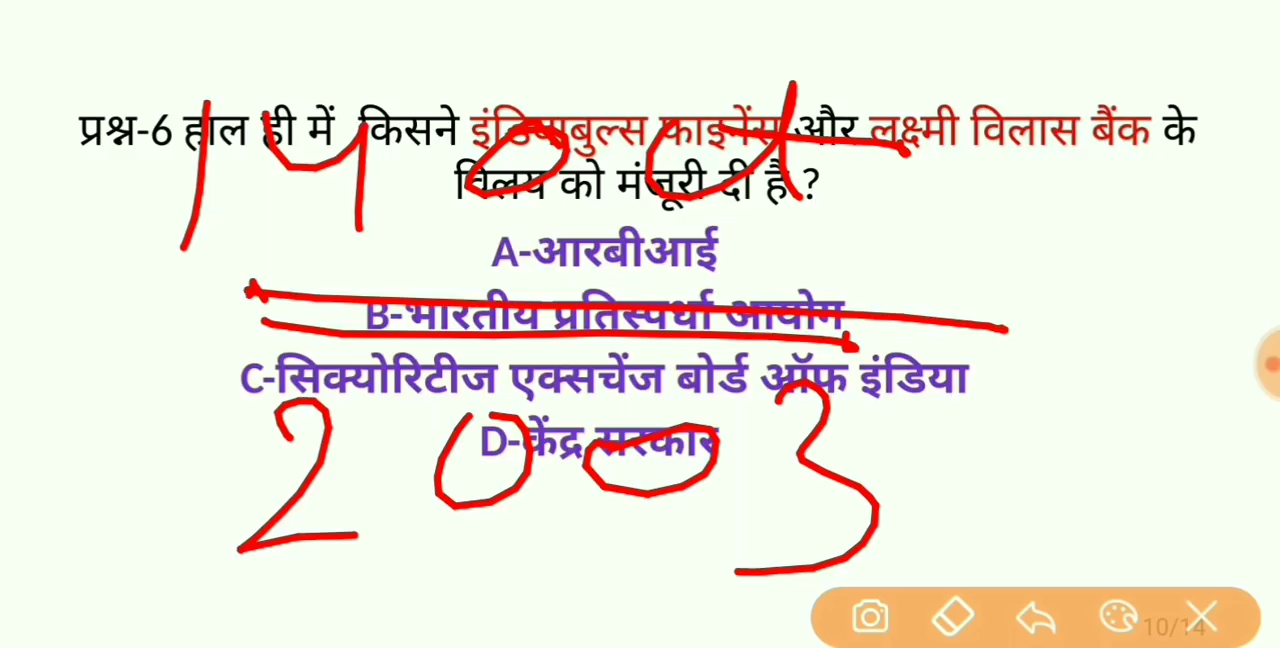 प्रश्न-6 हाल ही में किसने इंडियाबुल्स फाइनेंस और लक्ष्मी विलास बैंक के
विलय को मंजूरी दी है ?
A-आरबीआई
B-भारतीय प्रतिस्पर्धा आयोग
C-सिक्योरिटीज एक्सचेंज बोर्ड ऑफ इंडिया
D-केंद्र सरकार
2003
10/14